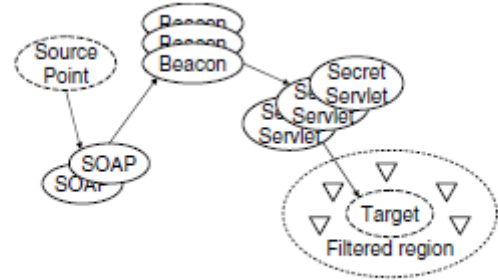 Source
Point
Beacon
Beacon
Beacon
Secret
Servlet
Servlet
Servlet
SOAP
SOAP
Target
Filtered region